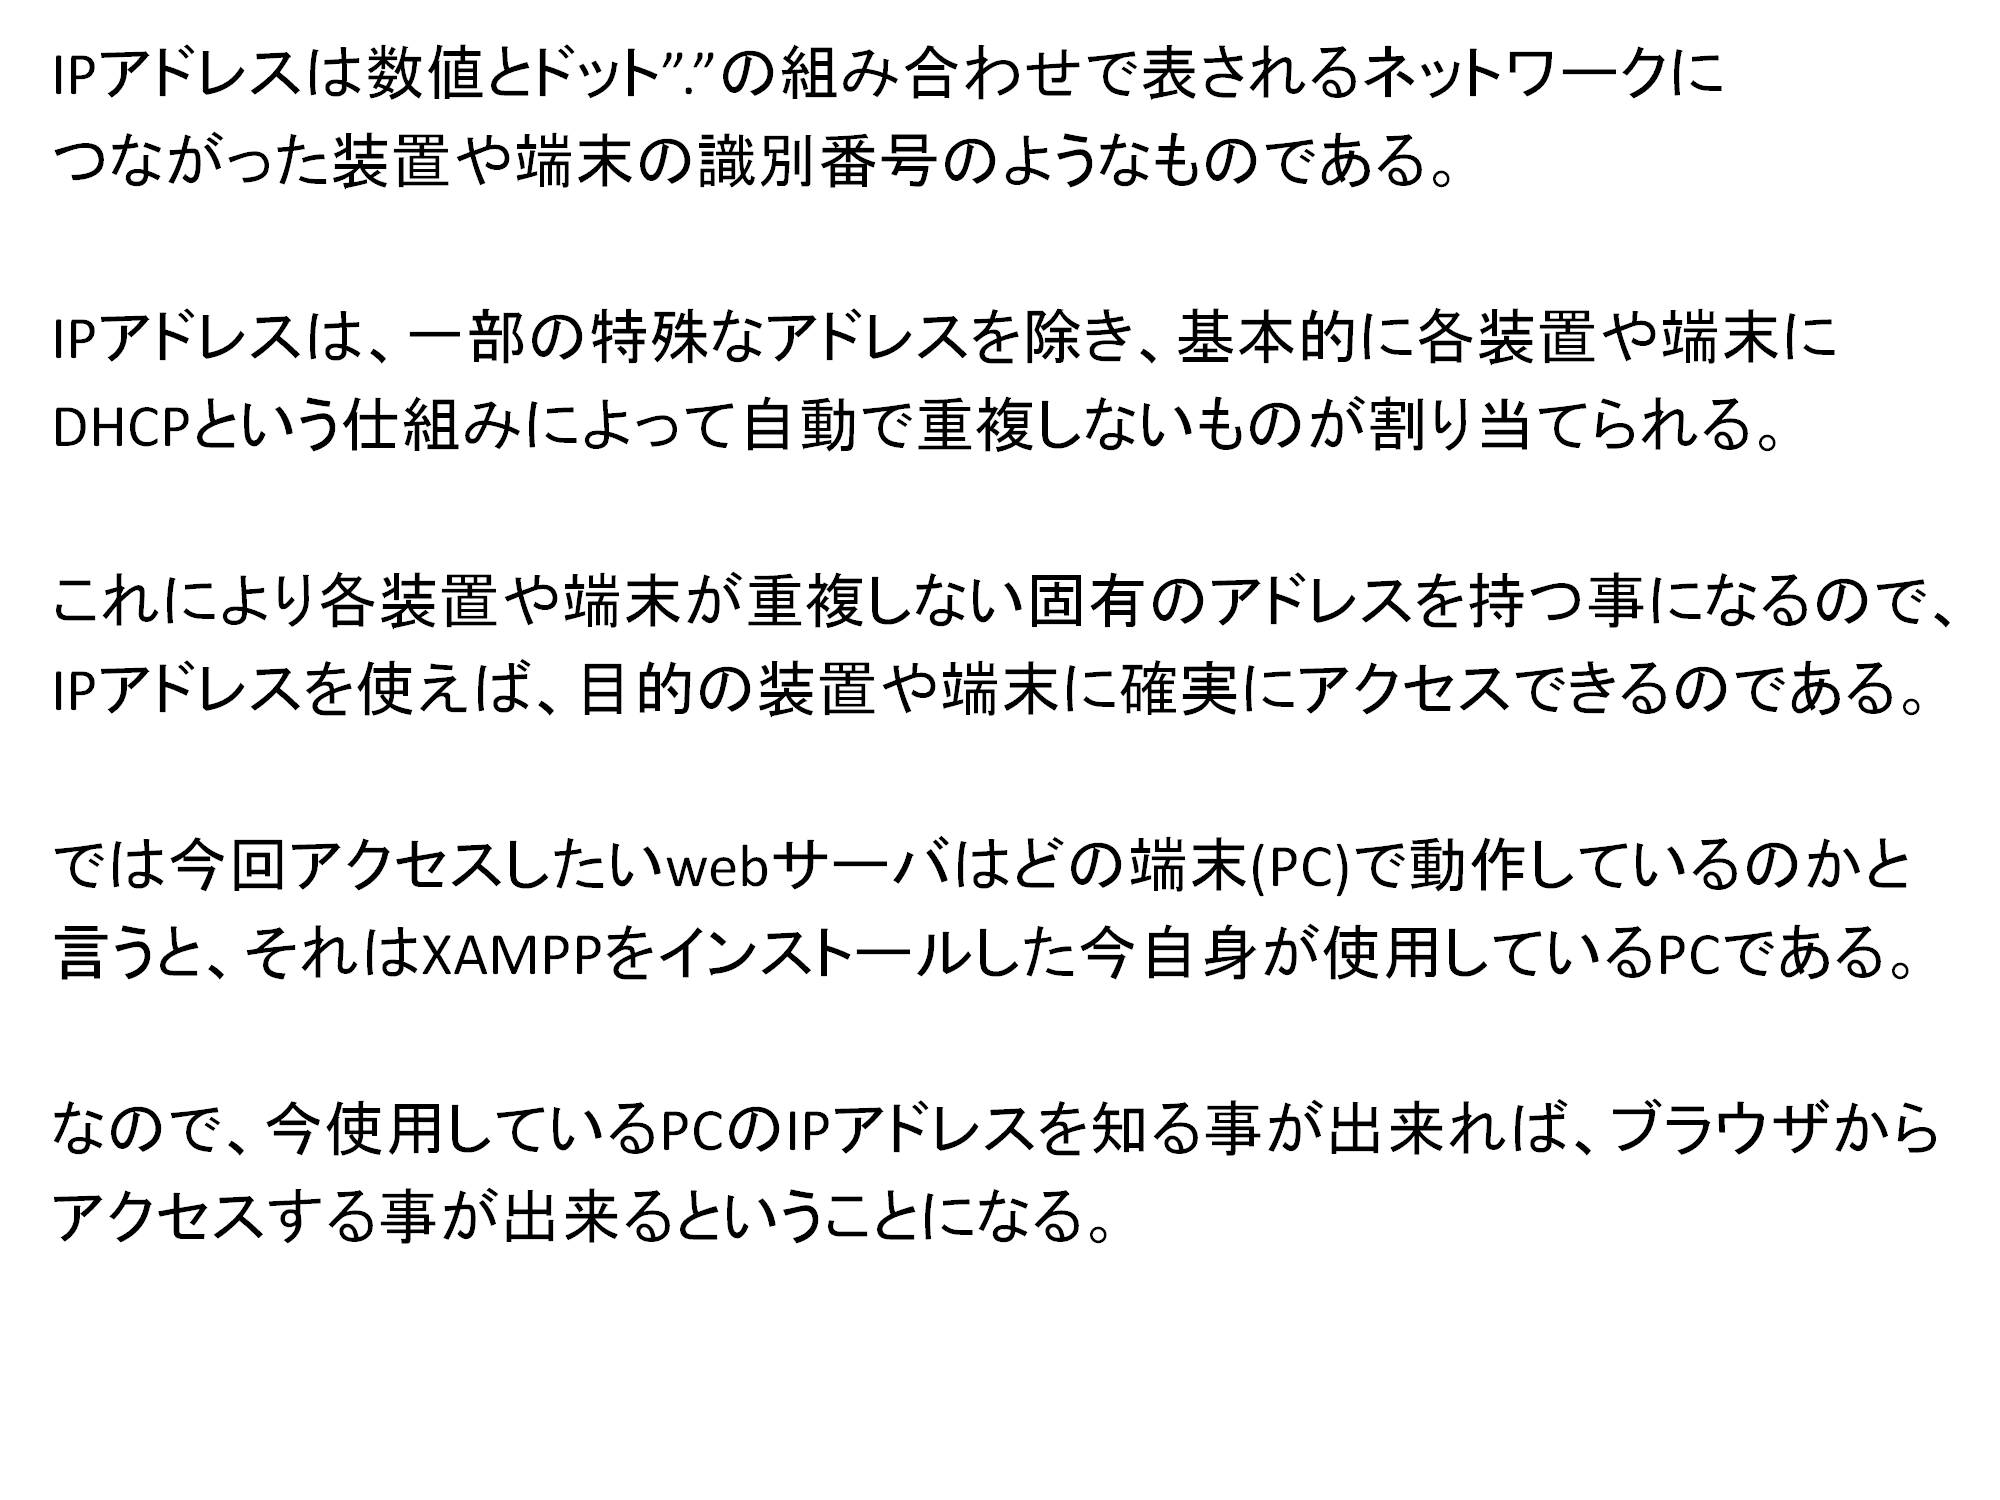 IPアドレスは数値とドット”.”の組み合わせで表されるネットワークに
つながった装置や端末の識別番号のようなものである。
IPアドレスは、一部の特殊なアドレスを除き、基本的に各装置や端末に
DHCPという仕組みによって自動で重複しないものが割り当てられる。
これにより各装置や端末が重複しない固有のアドレスを持つ事になるので、
IPアドレスを使えば、目的の装置や端末に確実にアクセスできるのである。
では今回アクセスしたいwebサーバはどの端末(PC)で動作しているのかと
言うと、それはXAMPPをインストールした今自身が使用しているPCである。
なので、今使用しているPCのIPアドレスを知る事が出来れば、ブラウザから
アクセスする事が出来るということになる。